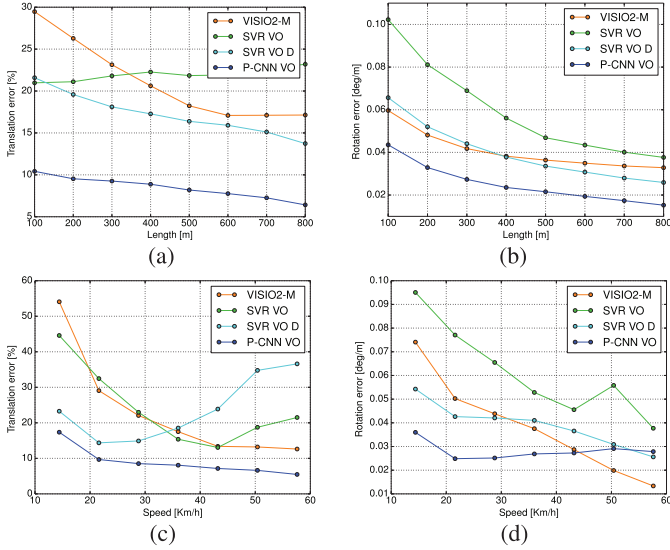 30
25
20
15
10
5
Translation error [%]
100 200 300 400 500 600 700 800
Length [m]
VISIO2-M
SVR VO
SVR VO D
P-CNN VO
(a)
0.10
0.08
0.06
0.04
0.02
Rotation error [deg/m]
100 200 300 400 500 600 700 800
Length [m]
VISIO2-M
SVR VO
SVR VO D
P-CNN VO
(b)
60
50
40
30
20
10
0
Translation error [%]
10 20 30 40 50 60
Speed [Km/h]
VISIO2-M
SVR VO
SVR VO D
P-CNN VO
(c)
0.10
0.09
0.08
0.07
0.06
0.05
0.04
0.03
0.02
0.01
Rotation error [deg/m]
10 20 30 40 50 60
Speed [Km/h]
VISIO2-M
SVR VO
SVR VO D
P-CNN VO
(d)